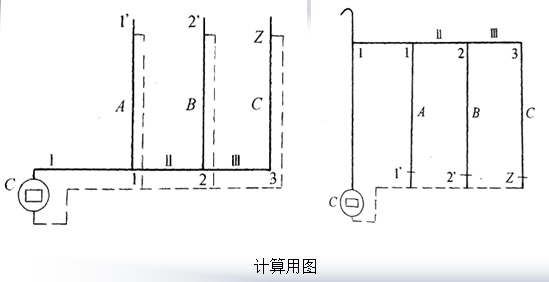 1' 2' Z
A B C
I II III
C 1 2 3
II III
1 1 2 3
A B C
1' 2' Z
C
计算用图